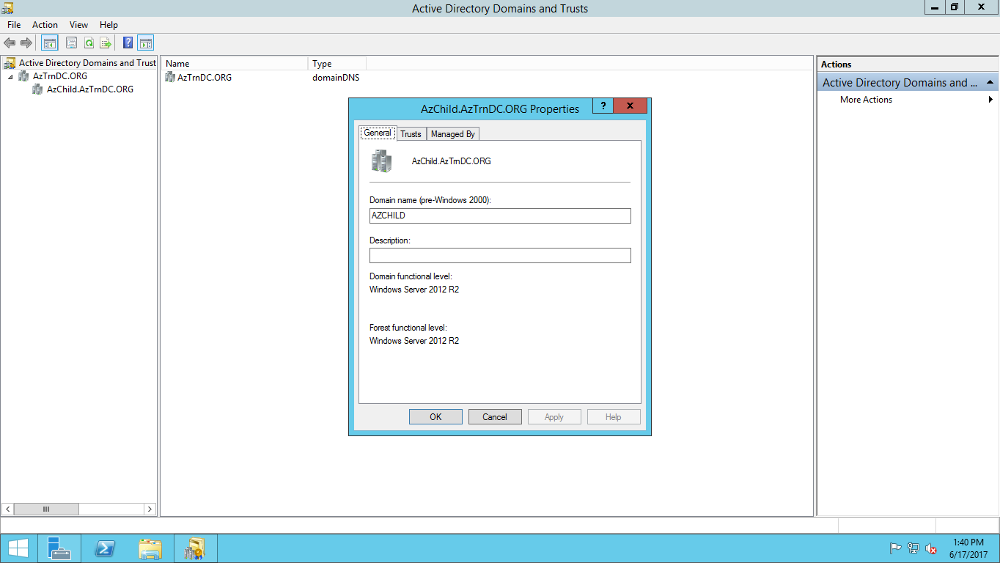 Active Directory Domains and Trusts
File Action View Help
Active Directory Domains and Trust
AzTrnDC.ORG
AzChild.AzTrnDC.ORG
Name Type
AzTrnDC.ORG domainDNS
AzChild.AzTrnDC.ORG Properties
? x
General Trusts Managed By
AzChild.AzTrnDC.ORG
Domain name (pre-Windows 2000):
AZCHILD
Description:
Domain functional level:
Windows Server 2012 R2
Forest functional level:
Windows Server 2012 R2
OK Cancel Apply Help
Actions
Active Directory Domains and ...
More Actions
1:40 PM
6/17/2017